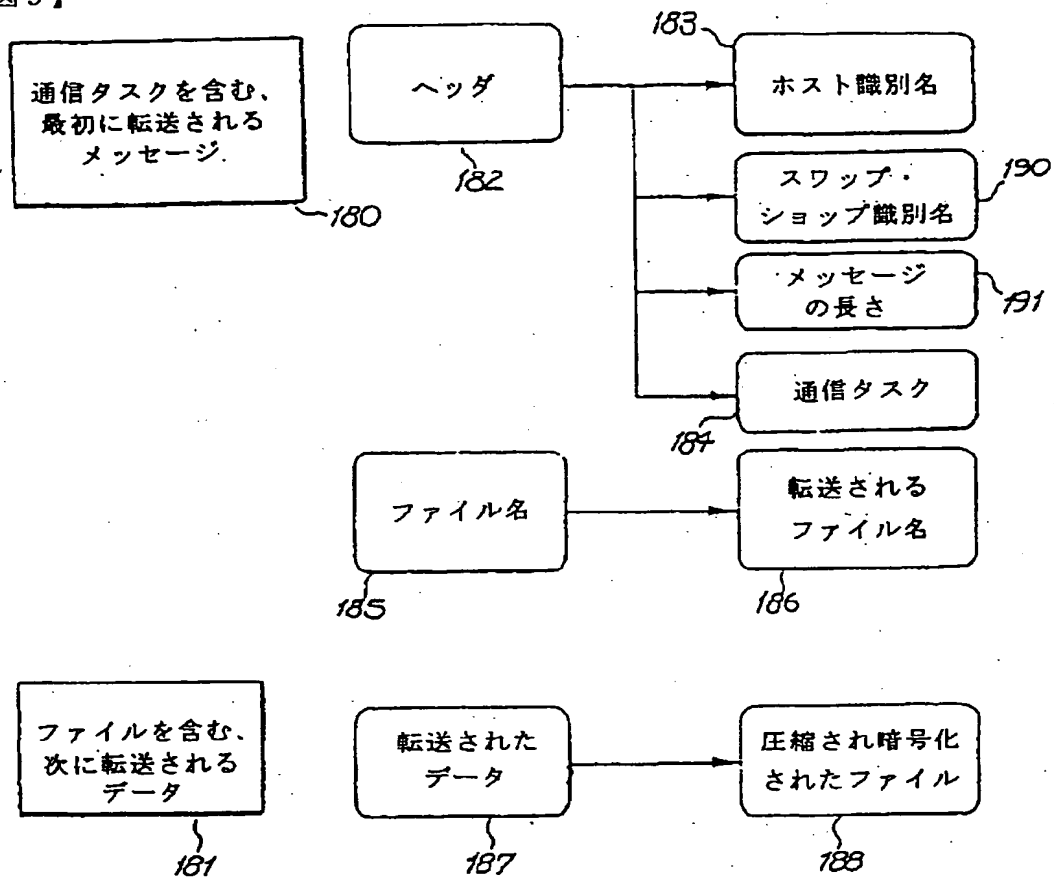 図9】
183
通信タスクを含む、
最初に転送される
メッセージ.
180
ヘッダ
182
ホスト識別名
スワップ・
ショップ識別名
190
メッセージ
の長さ
191
通信タスク
184
ファイル名
185
転送される
ファイル名
186
ファイルを含む、
次に転送される
データ
181
転送された
データ
187
圧縮され暗号化
されたファイル
188